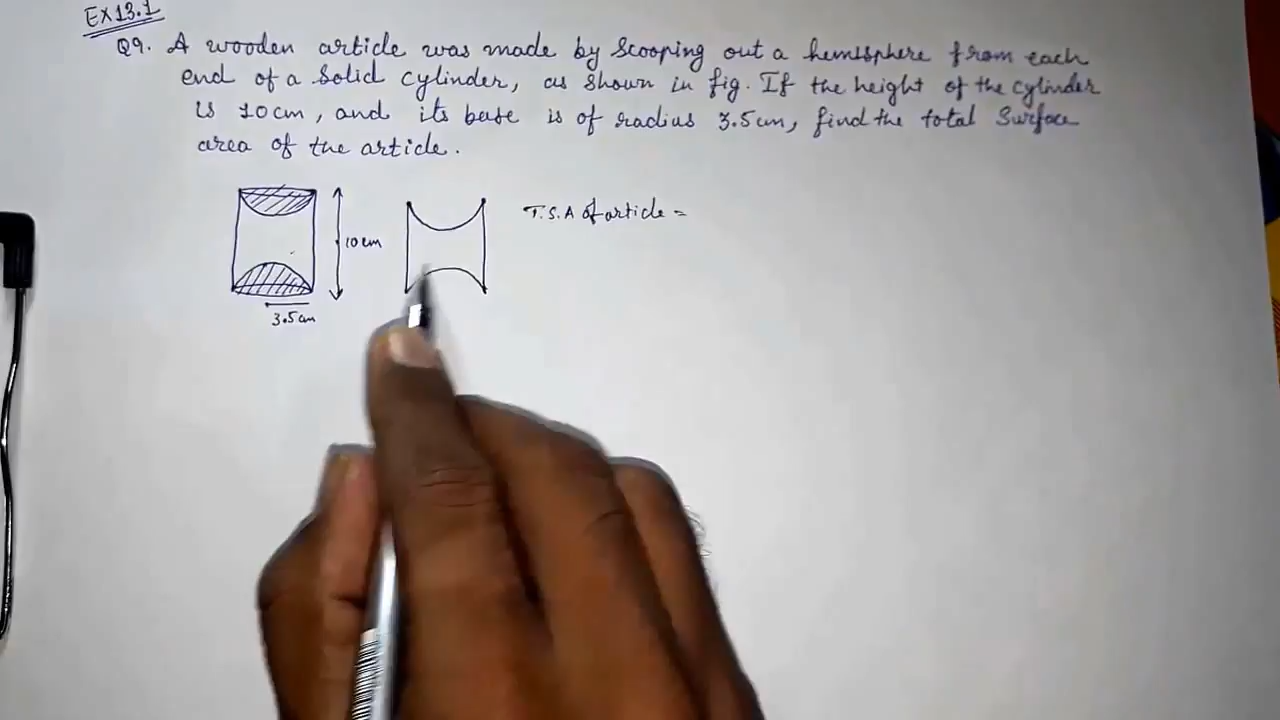 EX13.1
Q9. A wooden article was made by scooping out a hemisphere from each
end of a solid cylinder, as shown in fig. If the height of the cylinder
is 10cm, and its base is of radius 3.5cm, find the total surface
area of the article.
10cm
T.S.A of article =
3.5cm